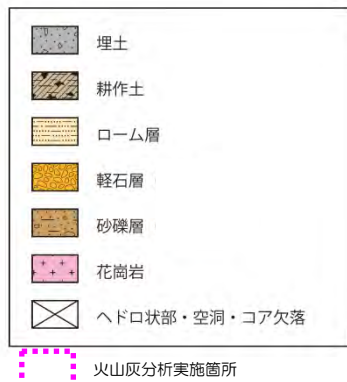 埋土
耕作土
ローム層
軽石層
砂礫層
花崗岩
ヘドロ状部・空洞・コア欠落
火山灰分析実施箇所